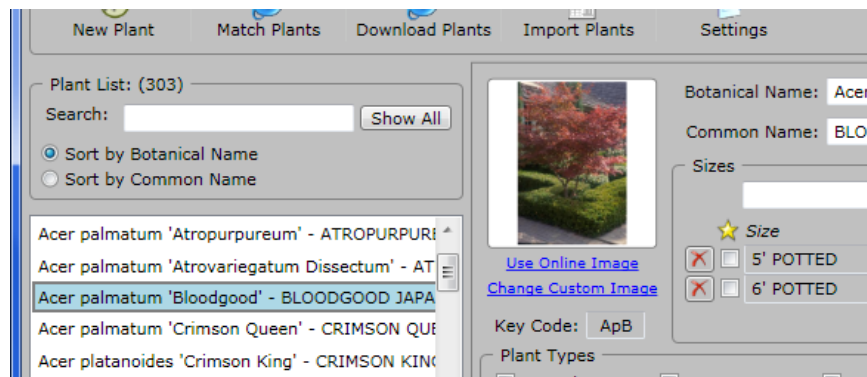 New Plant Match Plants Download Plants Import Plants Settings
Plant List: (303)
Search: Show All
Sort by Botanical Name
Sort by Common Name
Acer palmatum 'Atropurpureum' - ATROPURPURE
Acer palmatum 'Atrovariegatum Dissectum' - AT
Acer palmatum 'Bloodgood' - BLOODGOOD JAPA
Acer palmatum 'Crimson Queen' - CRIMSON QUE
Acer platanoides 'Crimson King' - CRIMSON KING
Use Online Image
Change Custom Image
Key Code: ApB
Botanical Name: Acer
Common Name: BLO
Sizes
Size
5' POTTED
6' POTTED
Plant Types